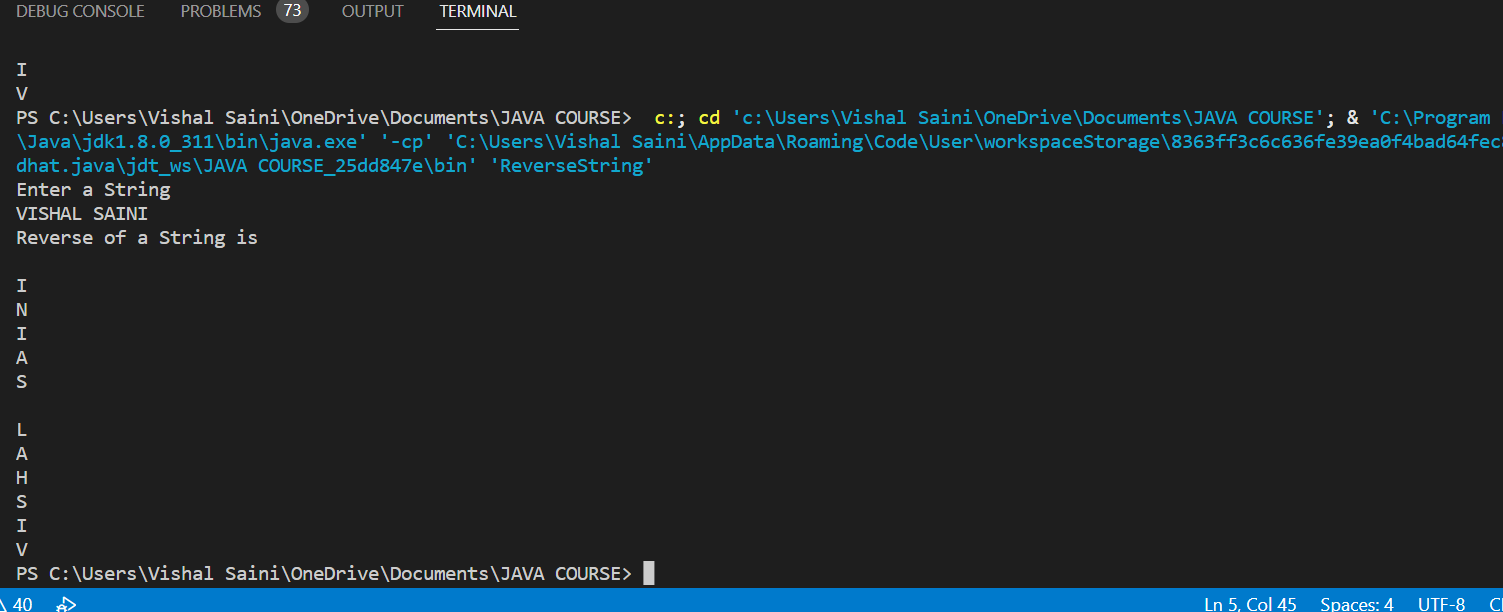 DEBUG CONSOLE PROBLEMS 73 OUTPUT TERMINAL
I
V
PS C:\Users\Vishal Saini\OneDrive\Documents\JAVA COURSE> c:; cd 'c:\Users\Vishal Saini\OneDrive\Documents\JAVA COURSE'; & 'C:\Program
\Java\jdk1.8.0_311\bin\java.exe' '-cp' 'C:\Users\Vishal Saini\AppData\Roaming\Code\User\workspaceStorage\8363ff3c6c636fe39ea0f4bad64fec
dhat.java\jdt_ws\JAVA COURSE_25dd847e\bin' 'ReverseString'
Enter a String
VISHAL SAINI
Reverse of a String is
I
N
I
A
S
L
A
H
S
I
V
PS C:\Users\Vishal Saini\OneDrive\Documents\JAVA COURSE>
40 Ln 5, Col 45 Spaces: 4 UTF-8